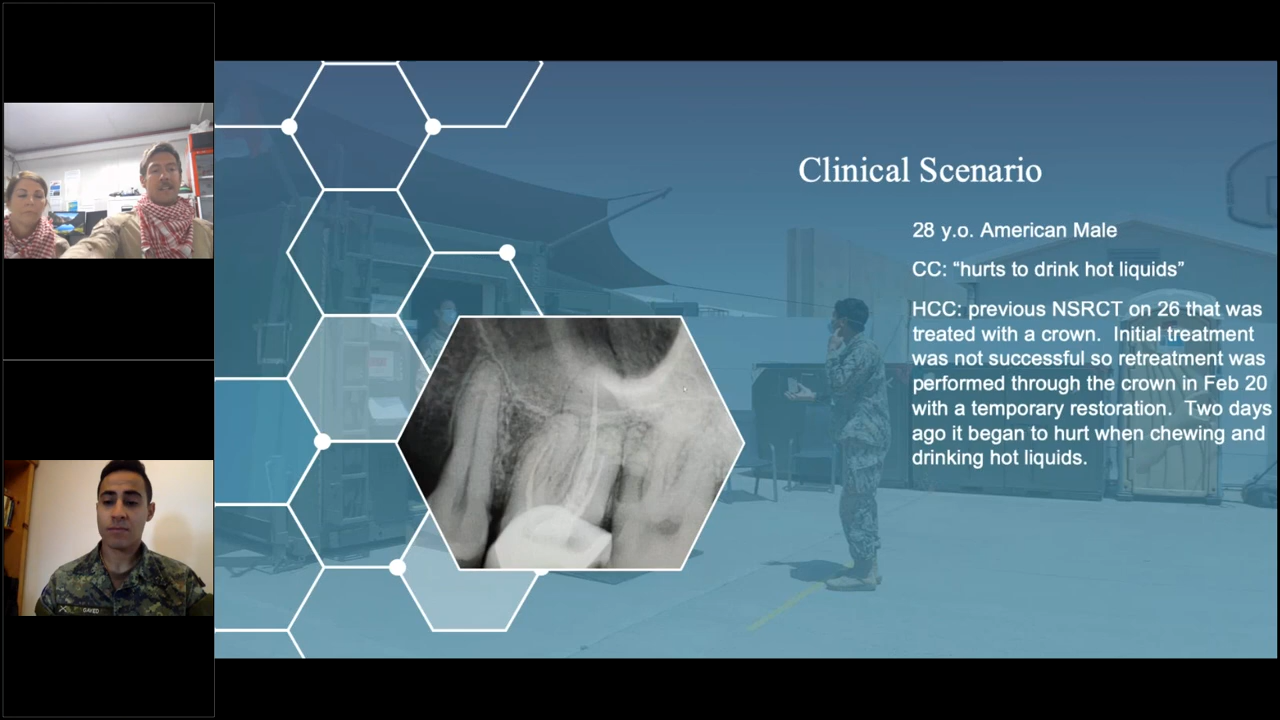 Clinical Scenario
28 y.o. American Male
CC: “hurts to drink hot liquids”
HCC: previous NSRCT on 26 that was
treated with a crown. Initial treatment
was not successful so retreatment was
performed through the crown in Feb 20
with a temporary restoration. Two days
ago it began to hurt when chewing and
drinking hot liquids.
DAVID